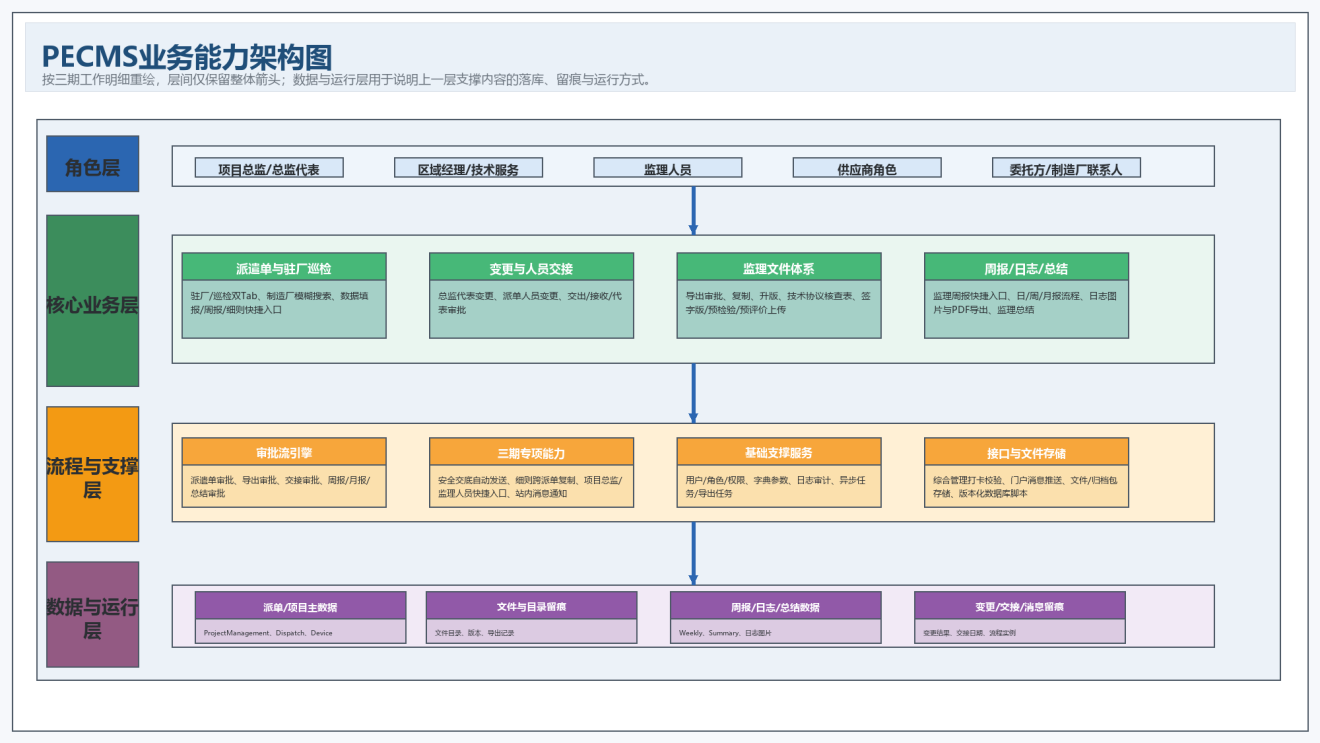 PECMS业务能力架构图
按三期工作明细重绘，层间仅保留整体箭头；数据与运行层用于说明上一层支撑内容的落库、留痕与运行方式。
角色层
项目总监/总监代表
区域经理/技术服务
监理人员
供应商角色
委托方/制造厂联系人
核心业务层
派遣单与驻厂巡检
驻厂/巡检双Tab、制造厂模糊搜索、数据填
报/周报/细则快捷入口
变更与人员交接
总监代表变更、派单人员变更、交出/接收/代
表审批
监理文件体系
导出审批、复制、升版、技术协议核查表、签
字版/预检验/预评价上传
周报/日志/总结
监理周报快捷入口、日/周/月报流程、日志图
片与PDF导出、监理总结
流程与支撑
层
审批流引擎
派遣单审批、导出审批、交接审批、周报/月报/
总结审批
三期专项能力
安全交底自动发送、细则跨派单复制、项目总监/
监理人员快捷入口、站内消息通知
基础支撑服务
用户/角色/权限、字典参数、日志审计、异步任
务/导出任务
接口与文件存储
综合管理打卡校验、门户消息推送、文件/归档包
存储、版本化数据库脚本
数据与运行
层
派单/项目主数据
ProjectManagement、Dispatch、Device
文件与目录留痕
文件目录、版本、导出记录
周报/日志/总结数据
Weekly、Summary、日志图片
变更/交接/消息留痕
变更结果、交接日期、流程实例